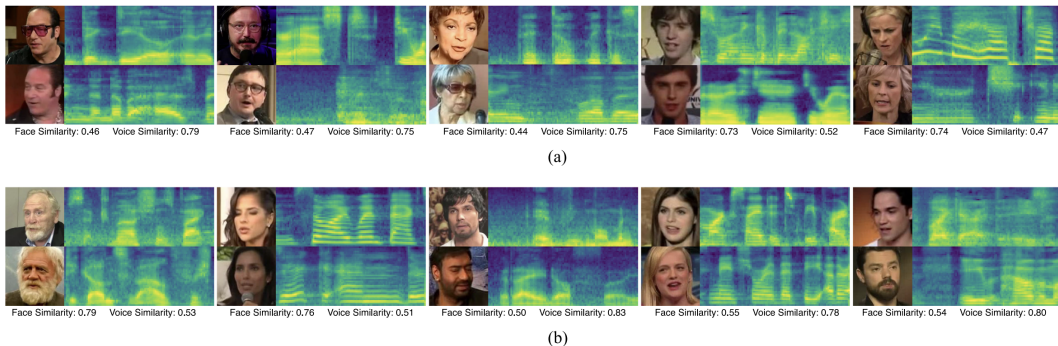 Face Similarity: 0.46 Voice Similarity: 0.79 Face Similarity: 0.47 Voice Similarity: 0.75 Face Similarity: 0.44 Voice Similarity: 0.75 Face Similarity: 0.73 Voice Similarity: 0.52 Face Similarity: 0.74 Voice Similarity: 0.47
(a)
Face Similarity: 0.79 Voice Similarity: 0.53 Face Similarity: 0.76 Voice Similarity: 0.51 Face Similarity: 0.50 Voice Similarity: 0.83 Face Similarity: 0.55 Voice Similarity: 0.78 Face Similarity: 0.54 Voice Similarity: 0.80
(b)